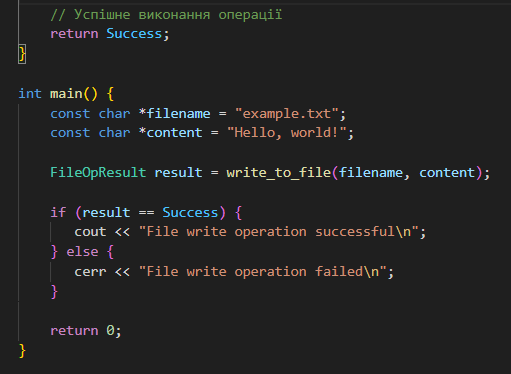 // Успішне виконання операції
return Success;
}
int main() {
const char *filename = "example.txt";
const char *content = "Hello, world!";
FileOpResult result = write_to_file(filename, content);
if (result == Success) {
cout << "File write operation successful\n";
} else {
cerr << "File write operation failed\n";
}
return 0;
}